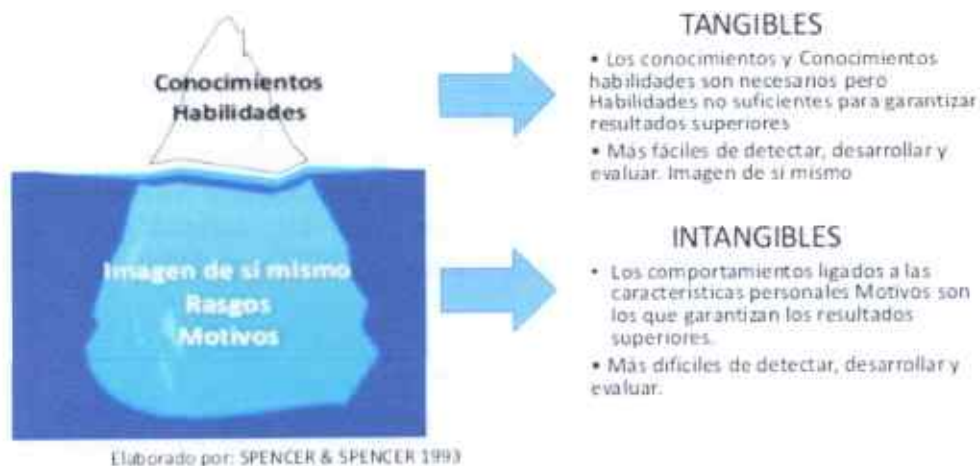 Conocimientos
Habilidades
Imagen de sí mismo
Rasgos
Motivos
TANGIBLES
• Los conocimientos y Conocimientos
habilidades son necesarios pero
Habilidades no suficientes para garantizar
resultados superiores
• Más fáciles de detectar, desarrollar y
evaluar. Imagen de sí mismo
INTANGIBLES
• Los comportamientos ligados a las
características personales Motivos son
los que garantizan los resultados
superiores.
• Más difíciles de detectar, desarrollar y
evaluar.
Elaborado por: SPENCER & SPENCER 1993